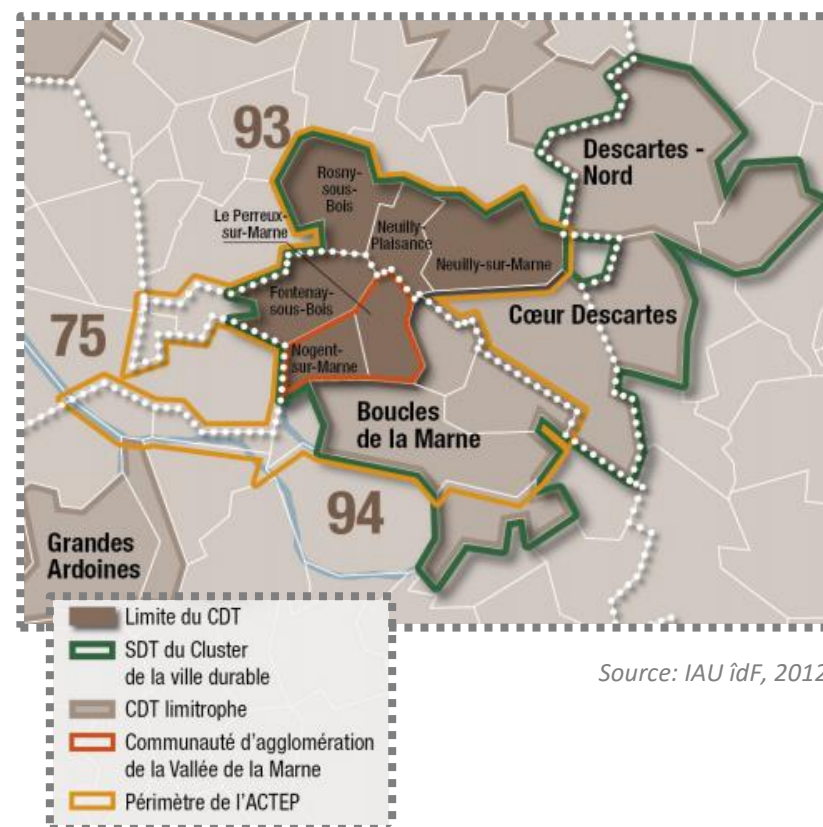 93
Descartes -
Nord
Rosny-
sous-
Bois
Le Perreux-
sur-Marne
Neuilly-
Plaisance
Neuilly-sur-Marne
Fontenay-
sous-Bois
Cœur Descartes
75
Nogent-
sur-Marne
Boucles
de la Marne
94
Grandes
Ardoines
Limite du CDT
SDT du Cluster
de la ville durable
CDT limitrophe
Communauté d'agglomération
de la Vallée de la Marne
Périmètre de l'ACTEP
Source: IAU îdF, 2012